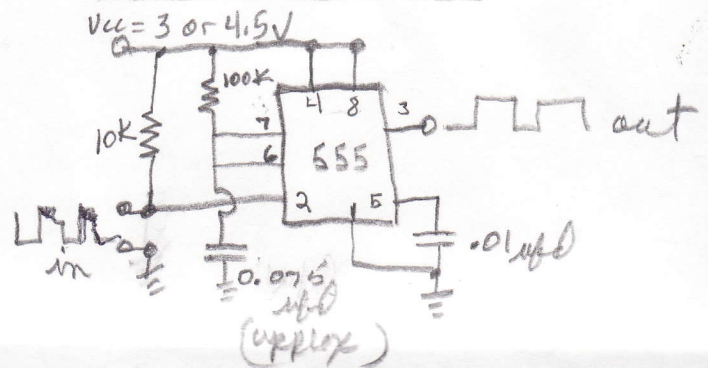 Vcc = 3 or 4.5V
100K
4 8
3
10K
7
6
555
out
2
5
in
.01 ufd
0.075
ufd
(approx)